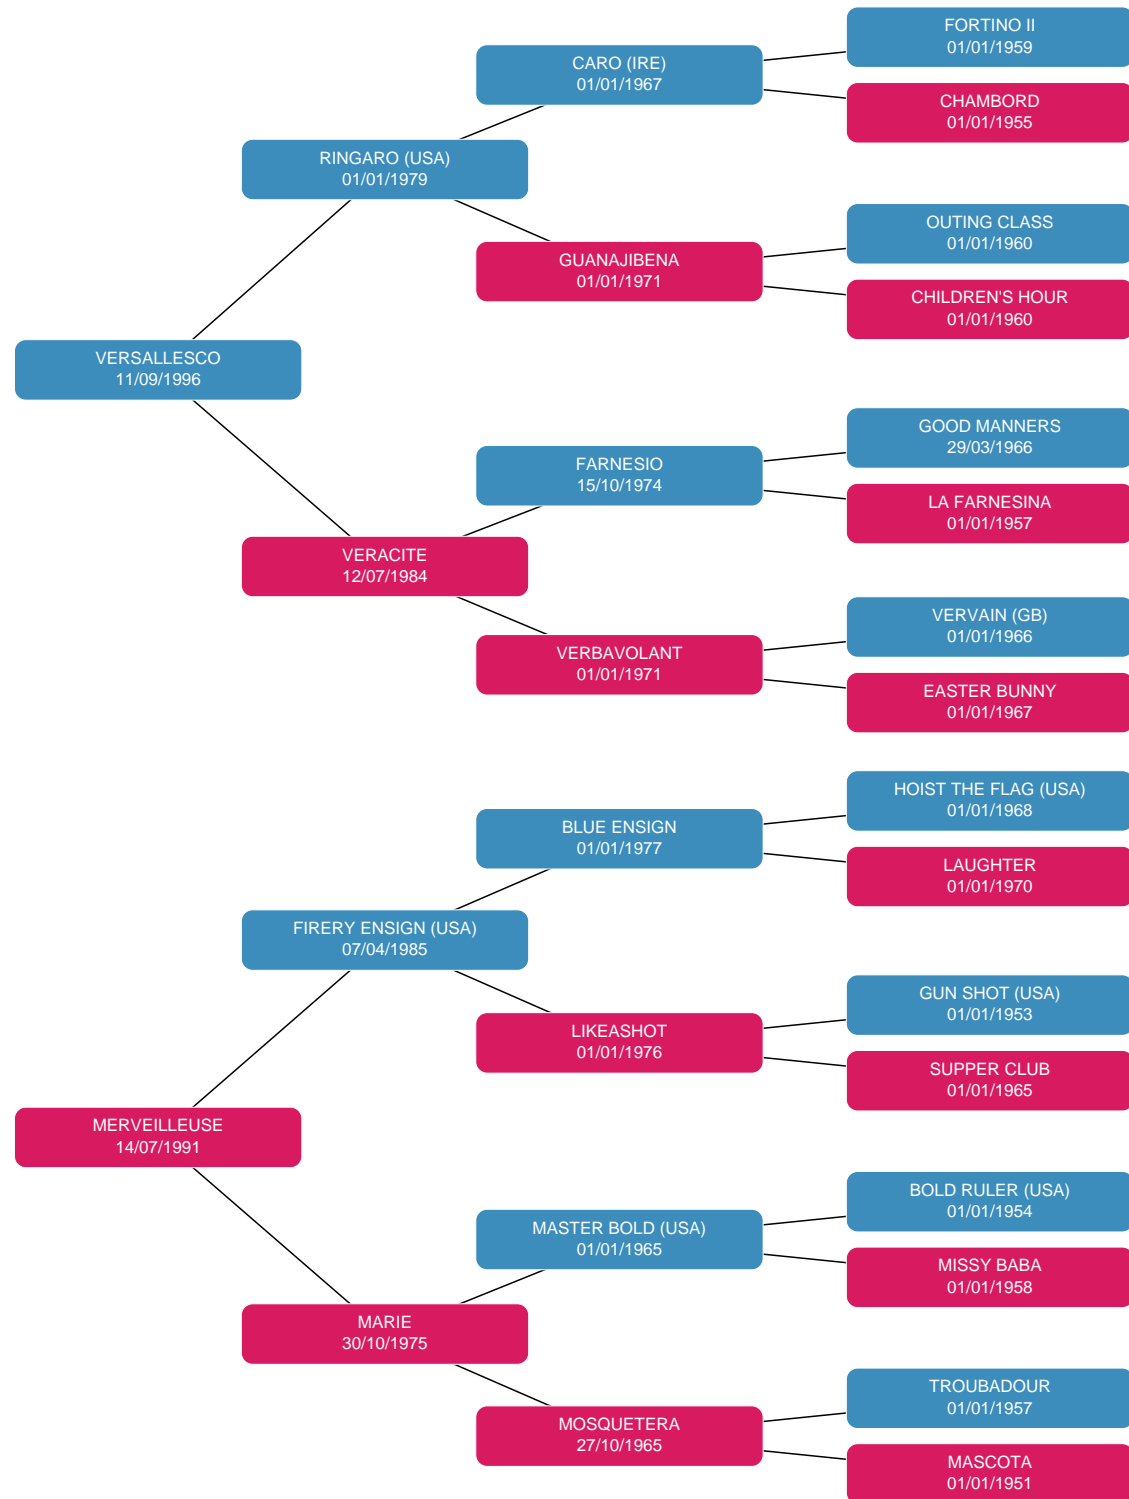 FORTINO II
01/01/1959
CARO (IRE)
01/01/1967
CHAMBORD
01/01/1955
RINGARO (USA)
01/01/1979
OUTING CLASS
01/01/1960
GUANAJIBENA
01/01/1971
CHILDREN'S HOUR
01/01/1960
VERSALLESCO
11/09/1996
GOOD MANNERS
29/03/1966
FARNESIO
15/10/1974
LA FARNESINA
01/01/1957
VERACITE
12/07/1984
VERVAIN (GB)
01/01/1966
VERBAVOLANT
01/01/1971
EASTER BUNNY
01/01/1967
HOIST THE FLAG (USA)
01/01/1968
BLUE ENSIGN
01/01/1977
LAUGHTER
01/01/1970
FIRERY ENSIGN (USA)
07/04/1985
GUN SHOT (USA)
01/01/1953
LIKEASHOT
01/01/1976
SUPPER CLUB
01/01/1965
MERVEILLEUSE
14/07/1991
BOLD RULER (USA)
01/01/1954
MASTER BOLD (USA)
01/01/1965
MISSY BABA
01/01/1958
MARIE
30/10/1975
TROUBADOUR
01/01/1957
MOSQUETERA
27/10/1965
MASCOTA
01/01/1951